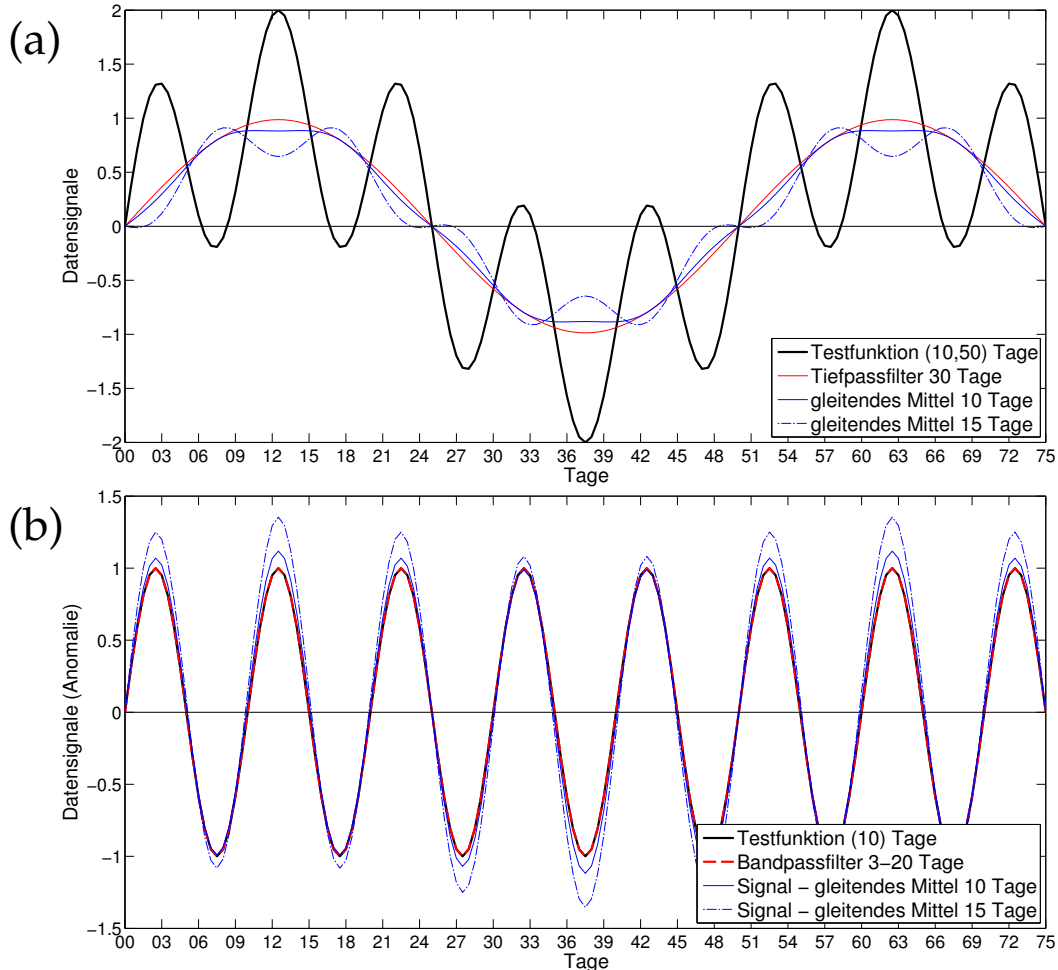 (a)
Datensignale
2
1.5
1
0.5
0
−0.5
−1
−1.5
−2
00 03 06 09 12 15 18 21 24 27 30 33 36 39 42 45 48 51 54 57 60 63 66 69 72 75
Tage
Testfunktion (10,50) Tage
Tiefpassfilter 30 Tage
gleitendes Mittel 10 Tage
gleitendes Mittel 15 Tage
(b)
Datensignale (Anomalie)
1.5
1
0.5
0
−0.5
−1
−1.5
00 03 06 09 12 15 18 21 24 27 30 33 36 39 42 45 48 51 54 57 60 63 66 69 72 75
Tage
Testfunktion (10) Tage
Bandpassfilter 3−20 Tage
Signal − gleitendes Mittel 10 Tage
Signal − gleitendes Mittel 15 Tage